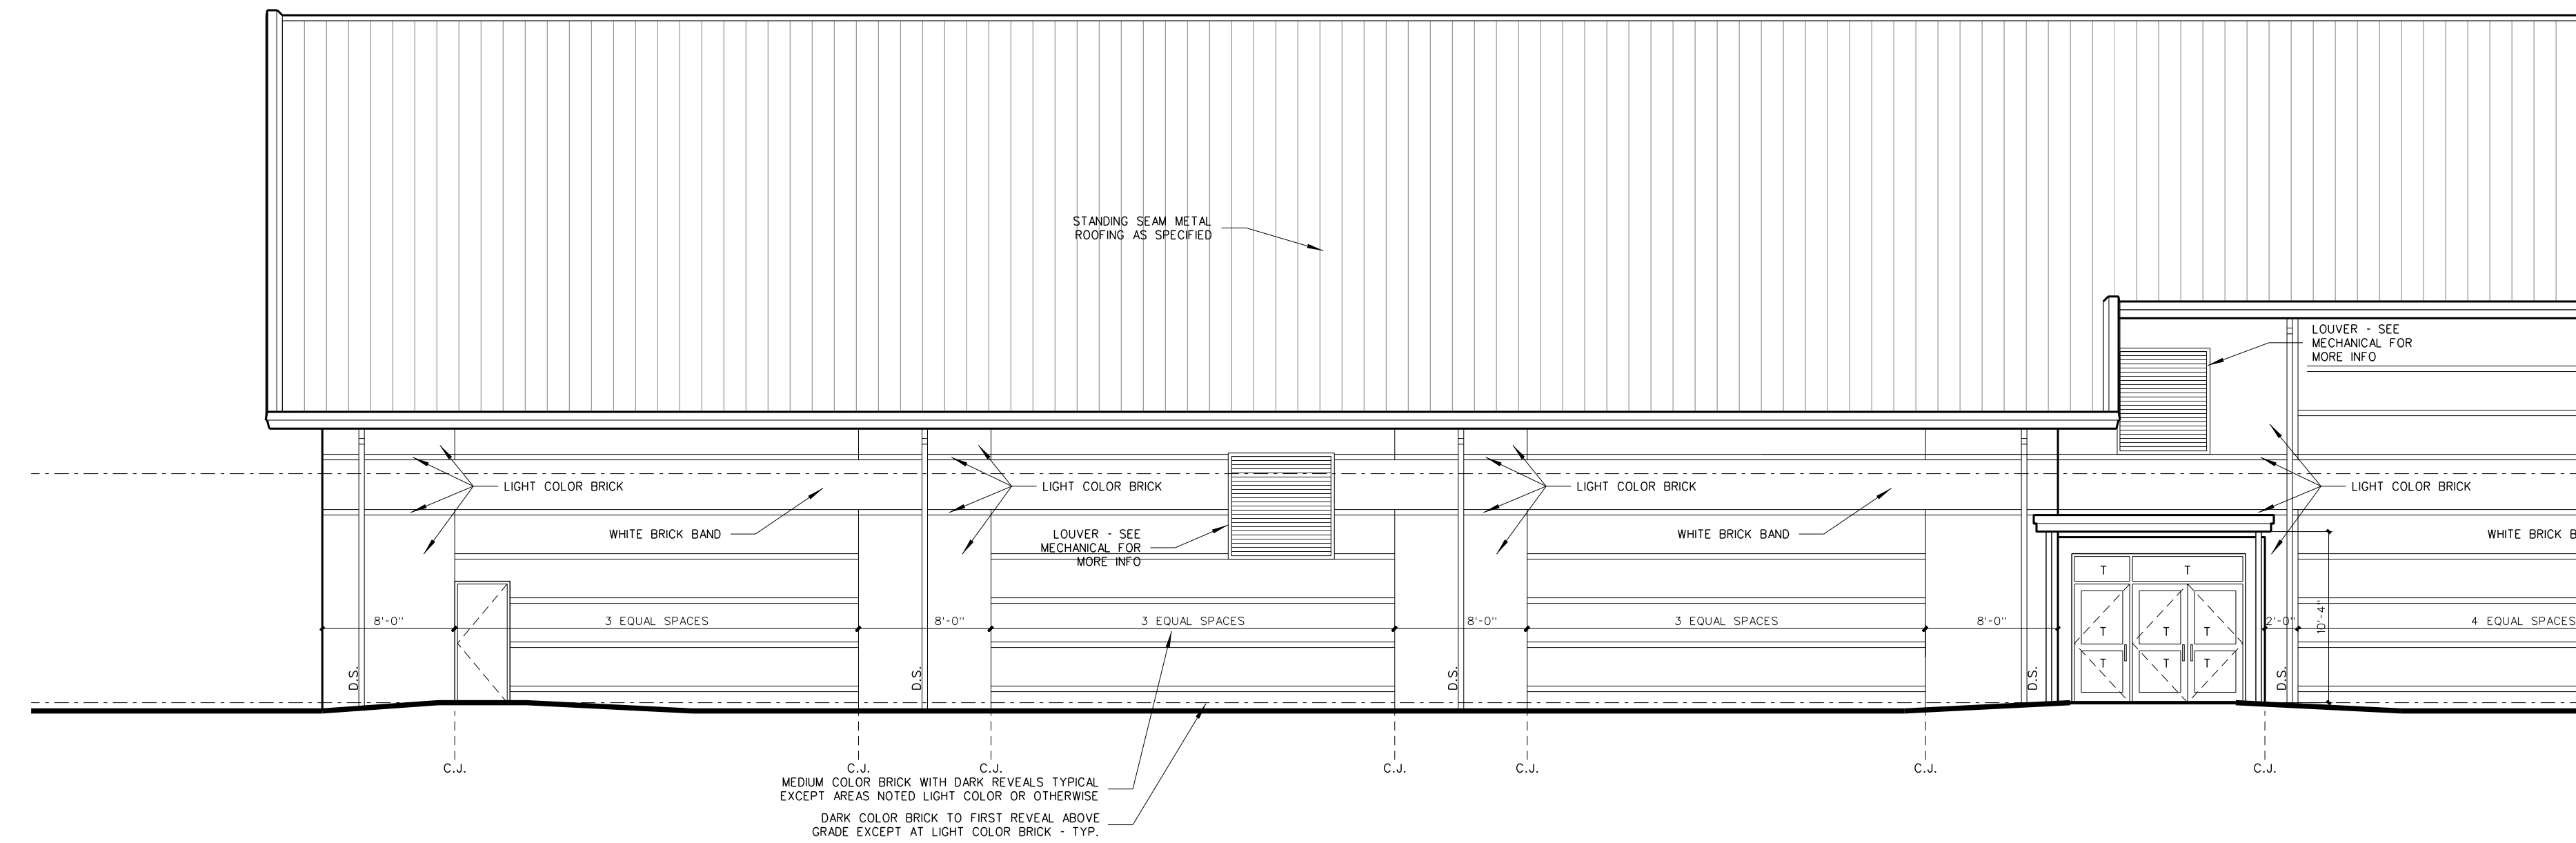 STANDING SEAM METAL
ROOFING AS SPECIFIED
LOUVER - SEE
MECHANICAL FOR
MORE INFO
LIGHT COLOR BRICK
LIGHT COLOR BRICK
LIGHT COLOR BRICK
LIGHT COLOR BRICK
WHITE BRICK BAND
LOUVER - SEE
MECHANICAL FOR
MORE INFO
WHITE BRICK BAND
WHITE BRICK B
T
T
8'-0"
3 EQUAL SPACES
8'-0"
3 EQUAL SPACES
8'-0"
3 EQUAL SPACES
8'-0"
2'-0"
10'-4"
4 EQUAL SPACES
T
T
T
T
T
T
D.S.
D.S.
D.S.
D.S.
D.S.
C.J.
C.J.
C.J.
C.J.
C.J.
C.J.
C.J.
MEDIUM COLOR BRICK WITH DARK REVEALS TYPICAL
EXCEPT AREAS NOTED LIGHT COLOR OR OTHERWISE
DARK COLOR BRICK TO FIRST REVEAL ABOVE
GRADE EXCEPT AT LIGHT COLOR BRICK - TYP.